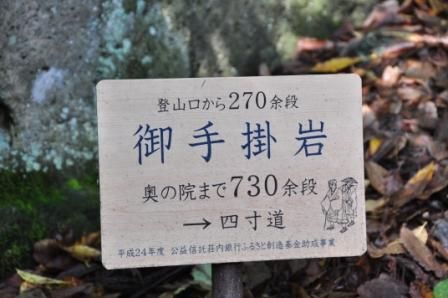 登山口から270余段
御手掛岩
奥の院まで730余段
→四寸道
平成24年度 公益信託荘内銀行ふるさと創造基金助成事業